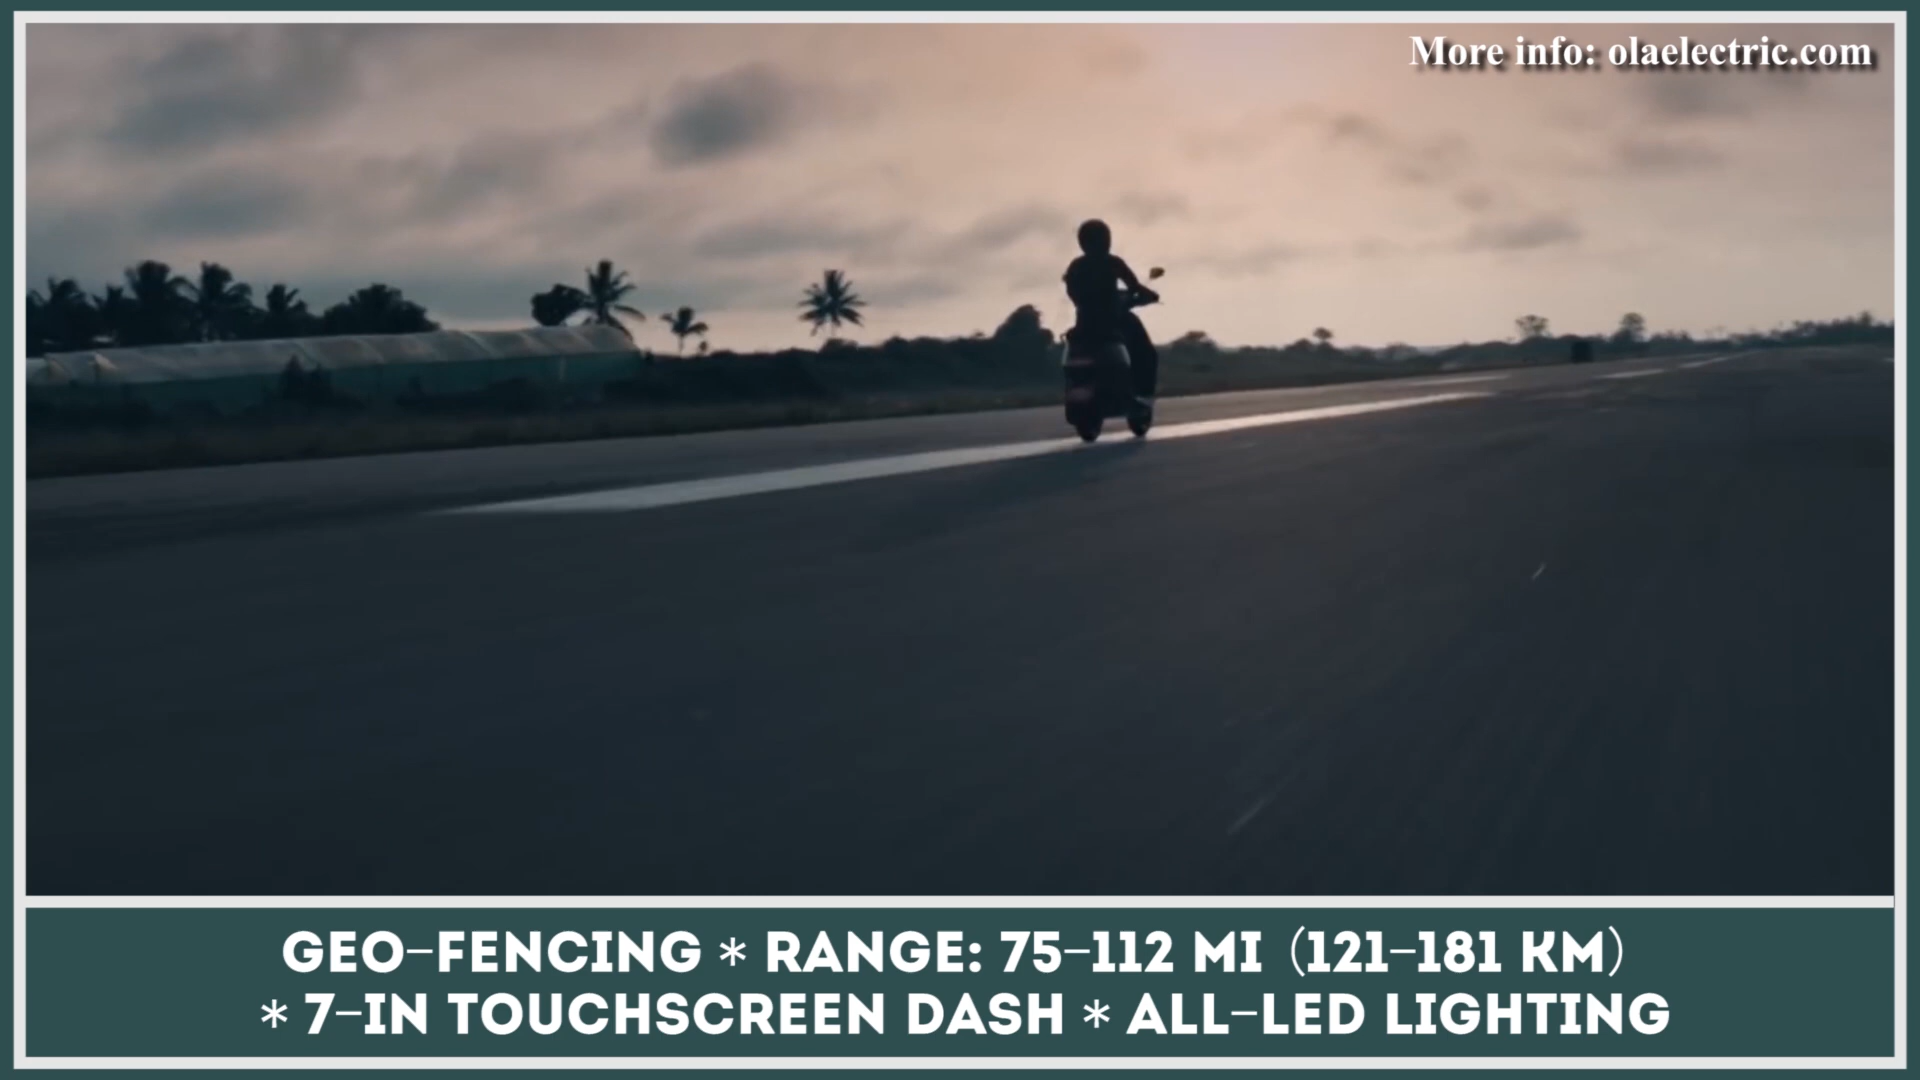 More info: olaelectric.com
GEO-FENCING * RANGE: 75-112 MI (121-181 KM)
* 7-IN TOUCHSCREEN DASH * ALL-LED LIGHTING